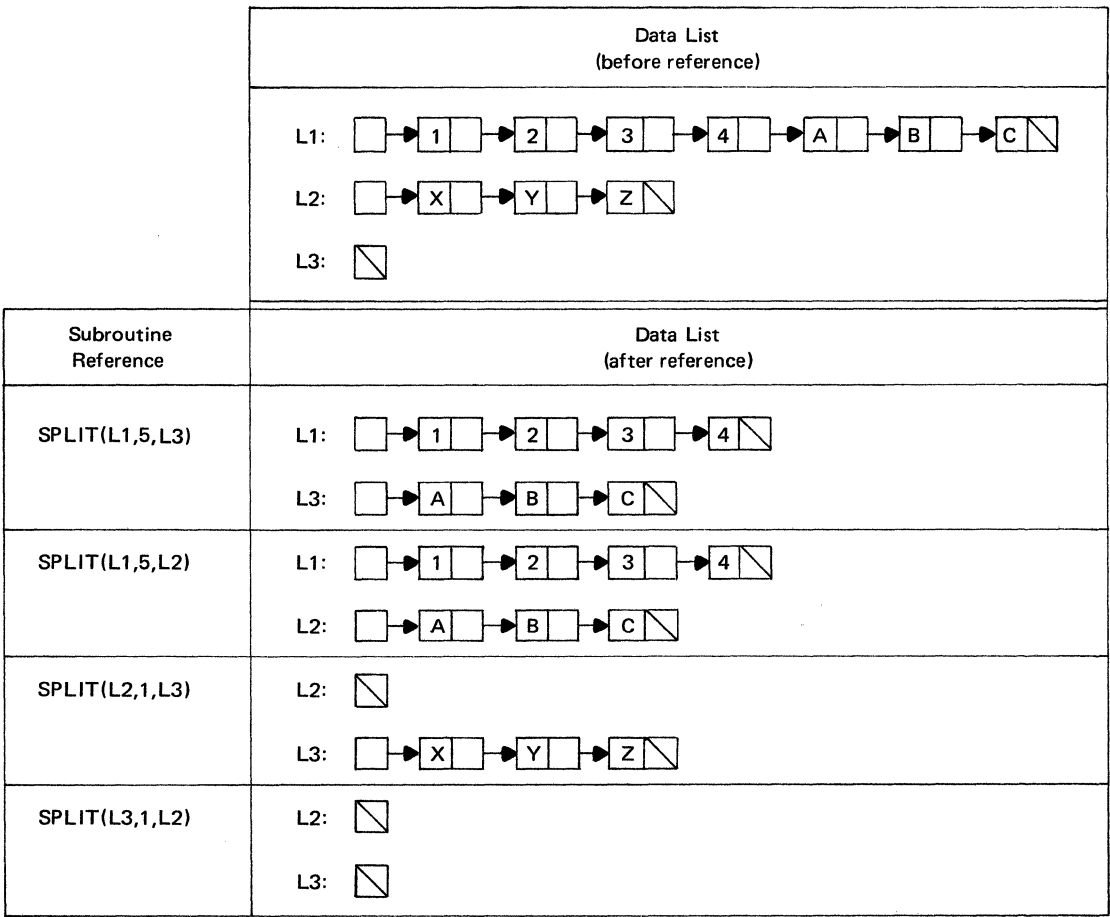 Data List
(before reference)
L1: 1 2 3 4 A B C
L2: X Y Z
L3:
Subroutine Reference
Data List
(after reference)
SPLIT(L1,5,L3)
L1: 1 2 3 4
L3: A B C
SPLIT(L1,5,L2)
L1: 1 2 3 4
L2: A B C
SPLIT(L2,1,L3)
L2:
L3: X Y Z
SPLIT(L3,1,L2)
L2:
L3: